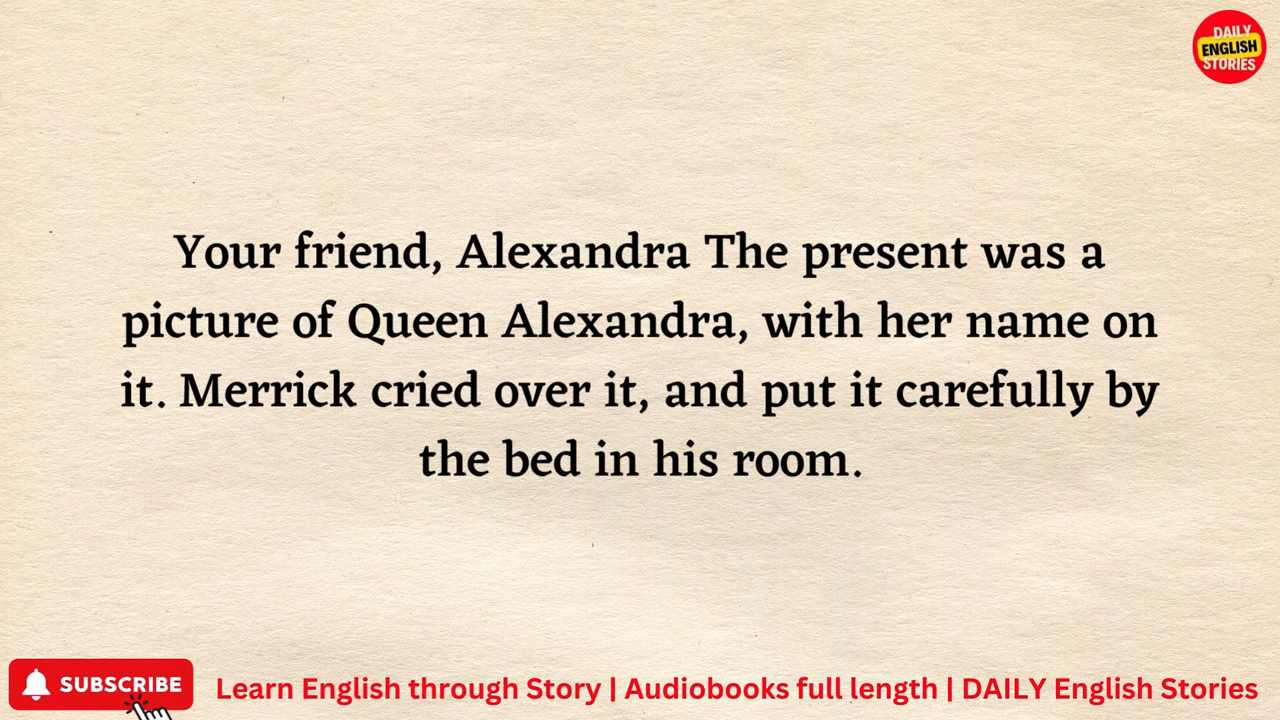 DAILY
ENGLISH
STORIES
Your friend, Alexandra The present was a
picture of Queen Alexandra, with her name on
it. Merrick cried over it, and put it carefully by
the bed in his room.
SUBSCRIBE
Learn English through Story | Audiobooks full length | DAILY English Stories